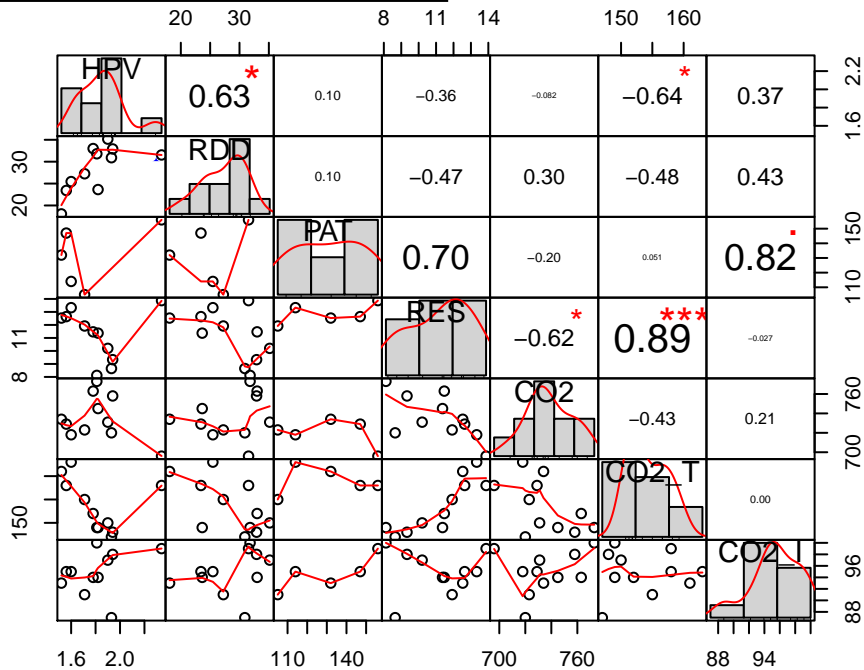 20 30 8 11 14 150 160
HPV 0.63 * 0.10 −0.36 −0.082 −0.64 * 0.37 1.6 2.2
20 30 RDD 0.10 −0.47 0.30 −0.48 0.43
PAT 0.70 −0.20 0.051 0.82 . 110 150
8 11 RES −0.62 * 0.89 *** −0.027
CO2 −0.43 0.21 700 760
150 CO2_T 0.00
CO2_I 88 96
1.6 2.0 110 140 700 760 88 94